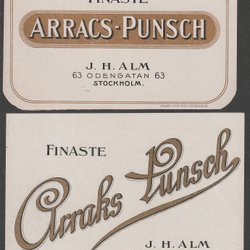 FINASTE
ARRACS-PUNSCH
J. H. ALM
63 ODENGATAN 63
STOCKHOLM.
FINASTE
Arraks Punsch
J. H. ALM